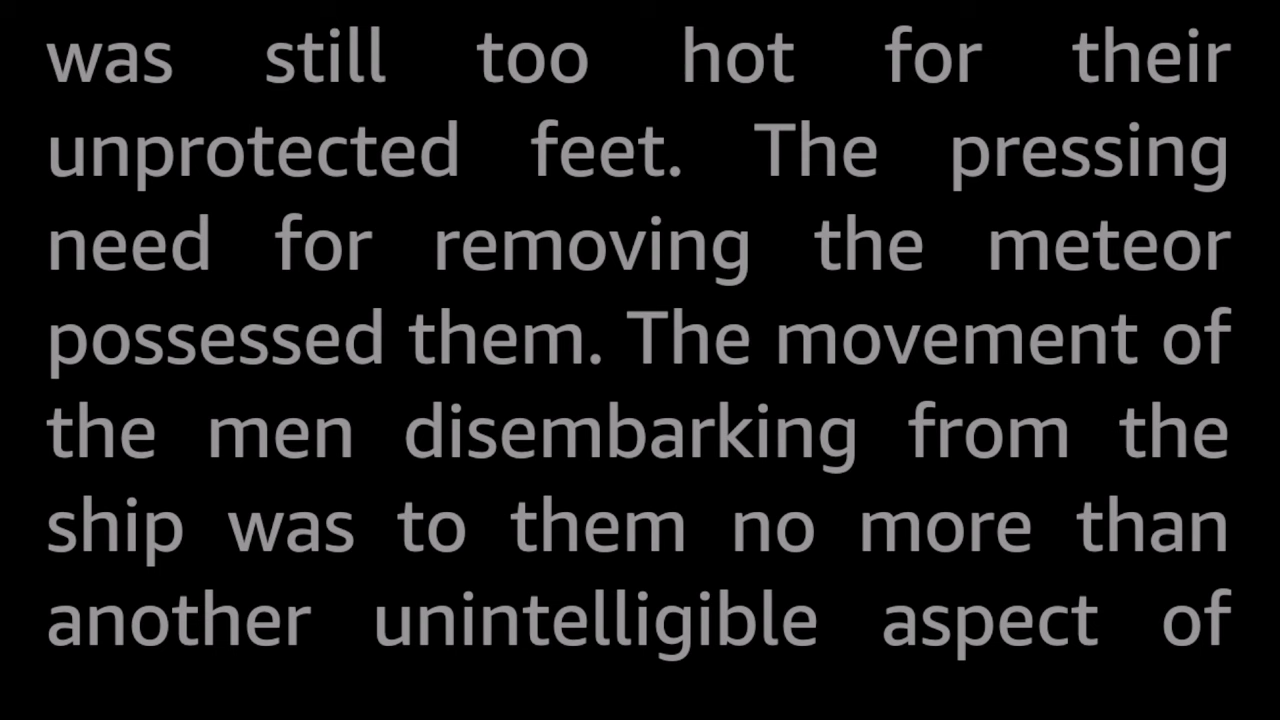 was still too hot for their
unprotected feet. The pressing
need for removing the meteor
possessed them. The movement of
the men disembarking from the
ship was to them no more than
another unintelligible aspect of